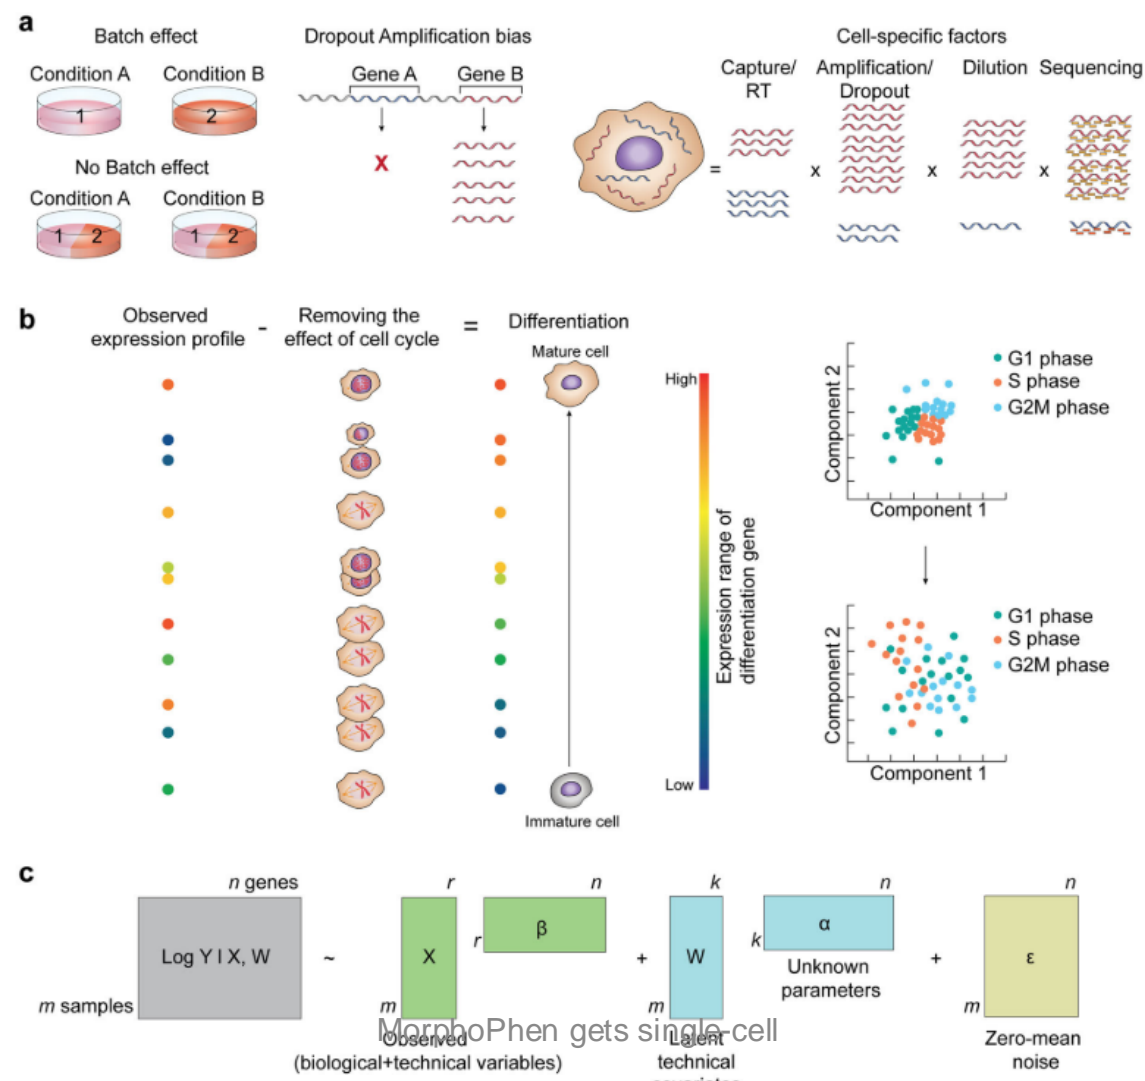 a
Batch effect
Condition A
Condition B
1
2
No Batch effect
Condition A
Condition B
1 2
1 2
Dropout Amplification bias
Gene A
Gene B
X
Cell-specific factors
Capture/
RT
Amplification/
Dropout
Dilution
Sequencing
=
x
x
x
b
Observed
expression profile
-
Removing the
effect of cell cycle
=
Differentiation
Mature cell
Immature cell
High
Low
Expression range of
differentiation gene
Component 2
Component 1
G1 phase
S phase
G2M phase
Component 2
Component 1
G1 phase
S phase
G2M phase
c
n genes
m samples
Log Y I X, W
~
r
m
X
n
r
β
+
k
m
W
n
k
α
Unknown
parameters
+
n
m
ε
MorphoPhen gets single-cell
Observed
(biological+technical variables)
Latent
technical
Zero-mean
noise